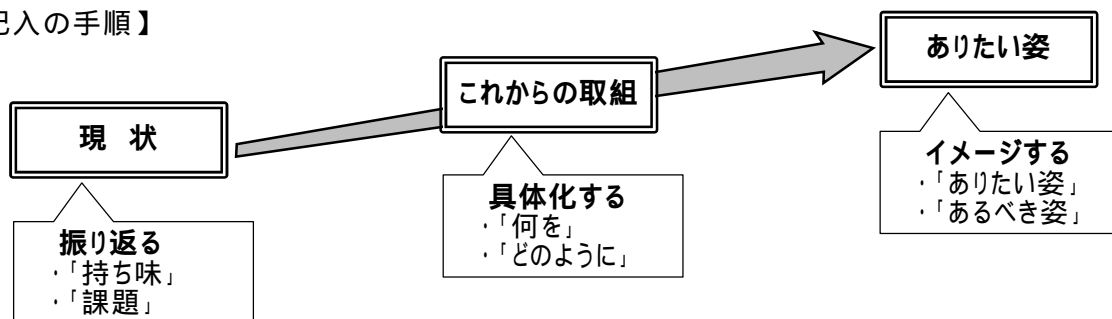 記入の手順】
ありたい姿
これからの取組
現 状
イメージする
・「ありたい姿」
・「あるべき姿」
具体化する
・「何を」
・「どのように」
振り返る
・「持ち味」
・「課題」